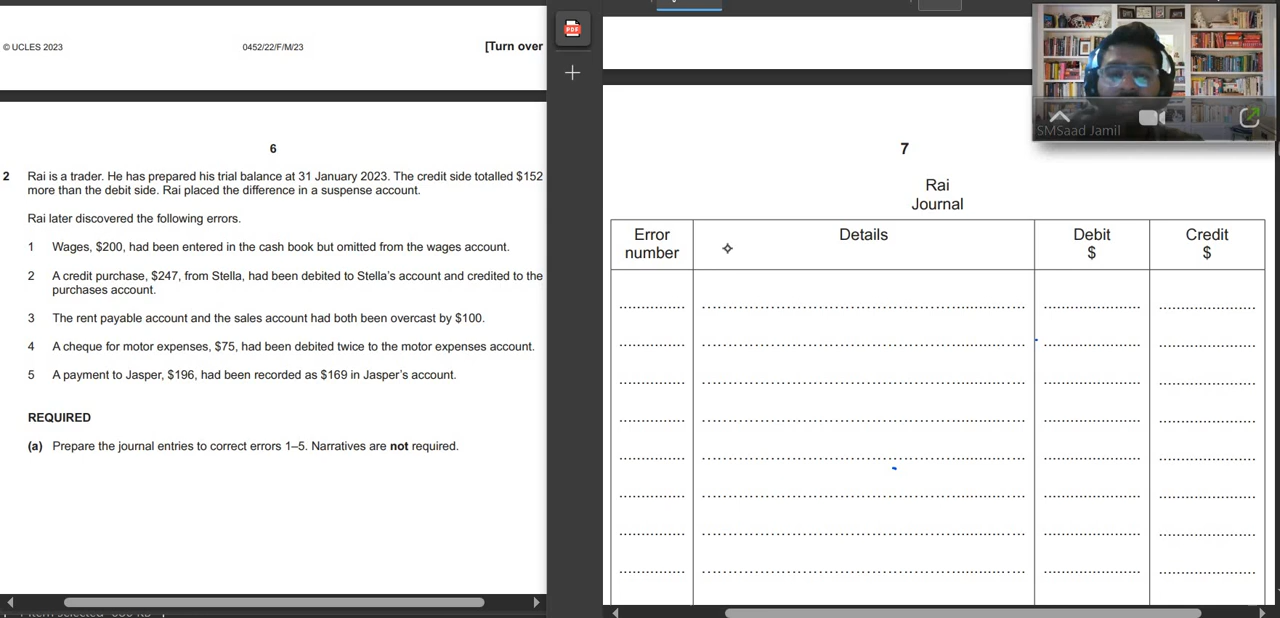 © UCLES 2023
0452/22/F/M/23
[Turn over
6
2 Rai is a trader. He has prepared his trial balance at 31 January 2023. The credit side totalled $152
more than the debit side. Rai placed the difference in a suspense account.
Rai later discovered the following errors.
1 Wages, $200, had been entered in the cash book but omitted from the wages account.
2 A credit purchase, $247, from Stella, had been debited to Stella's account and credited to the
purchases account.
3 The rent payable account and the sales account had both been overcast by $100.
4 A cheque for motor expenses, $75, had been debited twice to the motor expenses account.
5 A payment to Jasper, $196, had been recorded as $169 in Jasper's account.
REQUIRED
(a) Prepare the journal entries to correct errors 1–5. Narratives are not required.
PDF
SMSaad Jamil
7
Rai
Journal
Error
number
Details
Debit
$
Credit
$